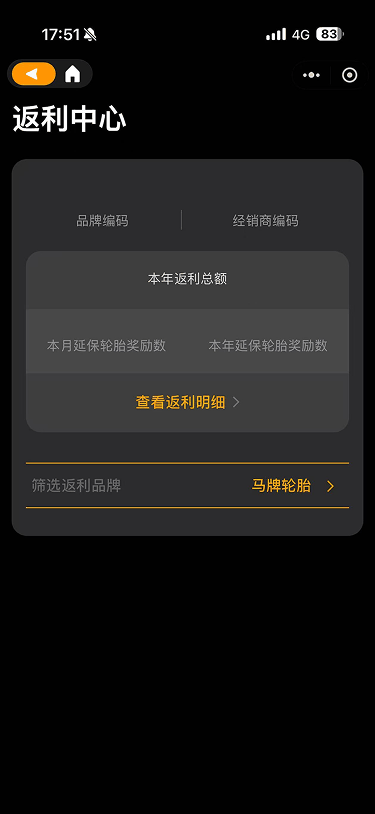 17:51 4G 83
返利中心
品牌编码 经销商编码
本年返利总额
本月延保轮胎奖励数 本年延保轮胎奖励数
查看返利明细
筛选返利品牌 马牌轮胎